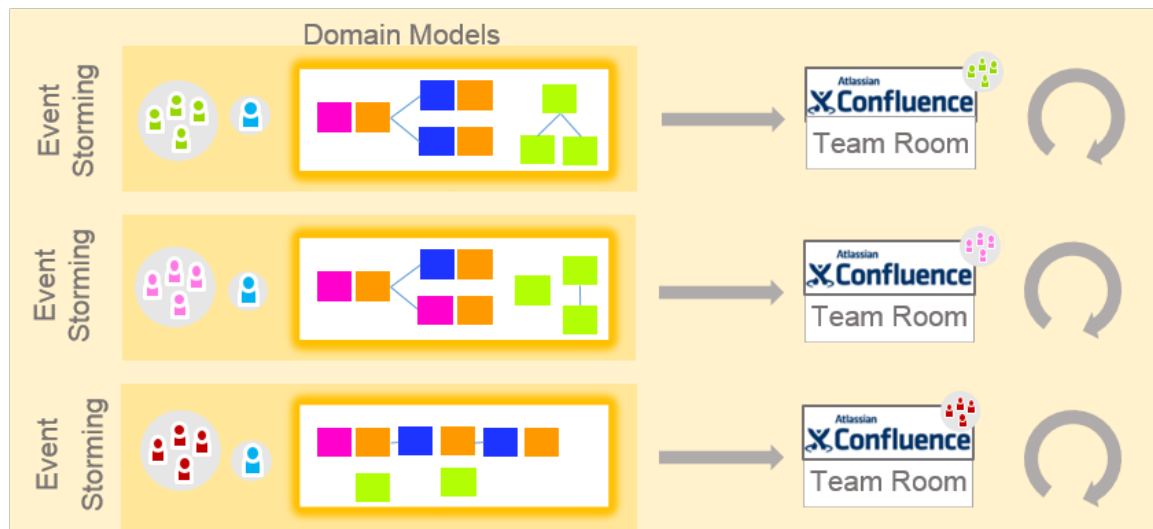 Domain Models
Event
Storming
Atlassian
Confluence
Team Room
Event
Storming
Atlassian
Confluence
Team Room
Event
Storming
Atlassian
Confluence
Team Room